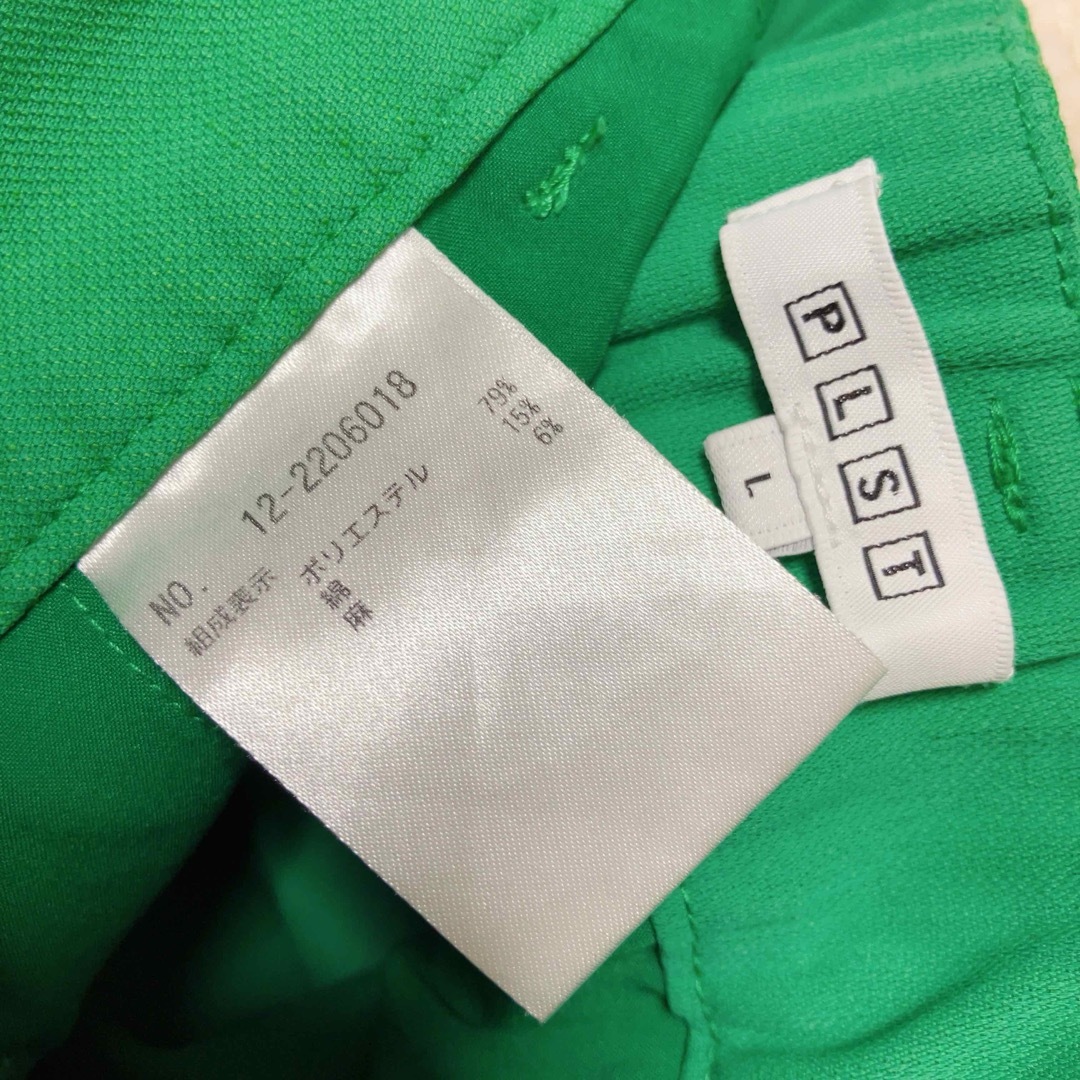 NO. 12-2206018
組成表示 ポリエステル 79%
綿 15%
麻 6%
PLST
L